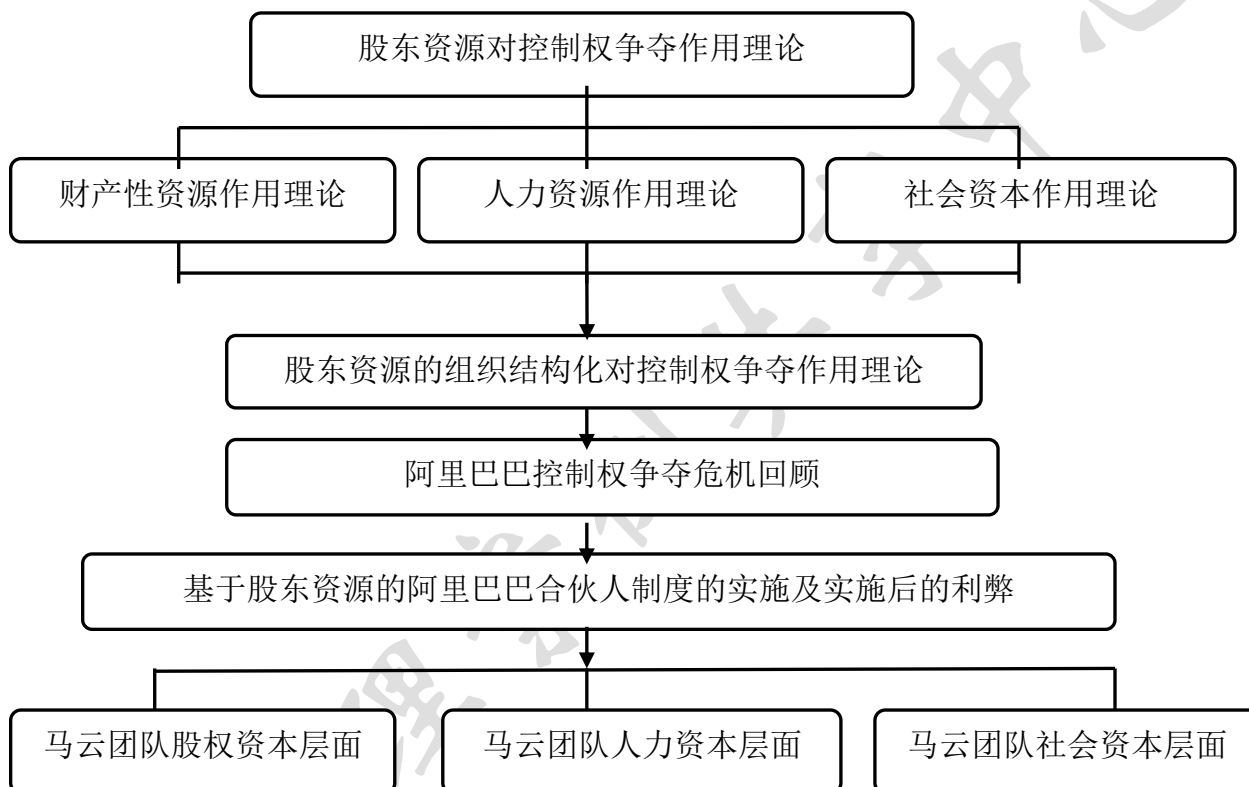 股东资源对控制权争夺作用理论
财产性资源作用理论
人力资源作用理论
社会资本作用理论
股东资源的组织结构化对控制权争夺作用理论
阿里巴巴控制权争夺危机回顾
基于股东资源的阿里巴巴合伙人制度的实施及实施后的利弊
马云团队股权资本层面
马云团队人力资本层面
马云团队社会资本层面